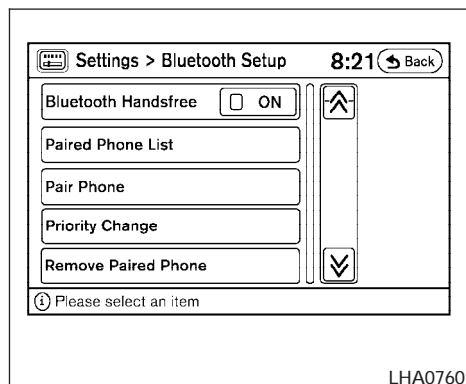 Settings > Bluetooth Setup 8:21 Back
Bluetooth Handsfree ON
Paired Phone List
Pair Phone
Priority Change
Remove Paired Phone
i Please select an item
LHA0760